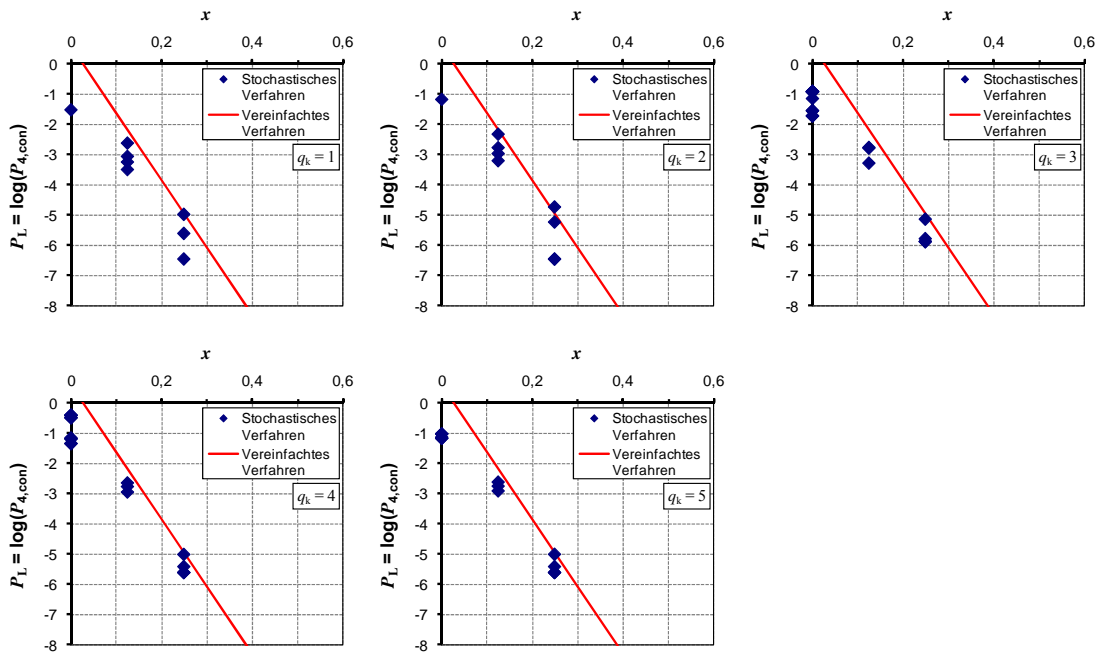 x
0 0,2 0,4 0,6
0
-1
-2
-3
-4
-5
-6
-7
-8
P_L = log(P_4,con)
Stochastisches
Verfahren
Vereinfachtes
Verfahren
q_k = 1
x
0 0,2 0,4 0,6
0
-1
-2
-3
-4
-5
-6
-7
-8
P_L = log(P_4,con)
Stochastisches
Verfahren
Vereinfachtes
Verfahren
q_k = 2
x
0 0,2 0,4 0,6
0
-1
-2
-3
-4
-5
-6
-7
-8
P_L = log(P_4,con)
Stochastisches
Verfahren
Vereinfachtes
Verfahren
q_k = 3
x
0 0,2 0,4 0,6
0
-1
-2
-3
-4
-5
-6
-7
-8
P_L = log(P_4,con)
Stochastisches
Verfahren
Vereinfachtes
Verfahren
q_k = 4
x
0 0,2 0,4 0,6
0
-1
-2
-3
-4
-5
-6
-7
-8
P_L = log(P_4,con)
Stochastisches
Verfahren
Vereinfachtes
Verfahren
q_k = 5